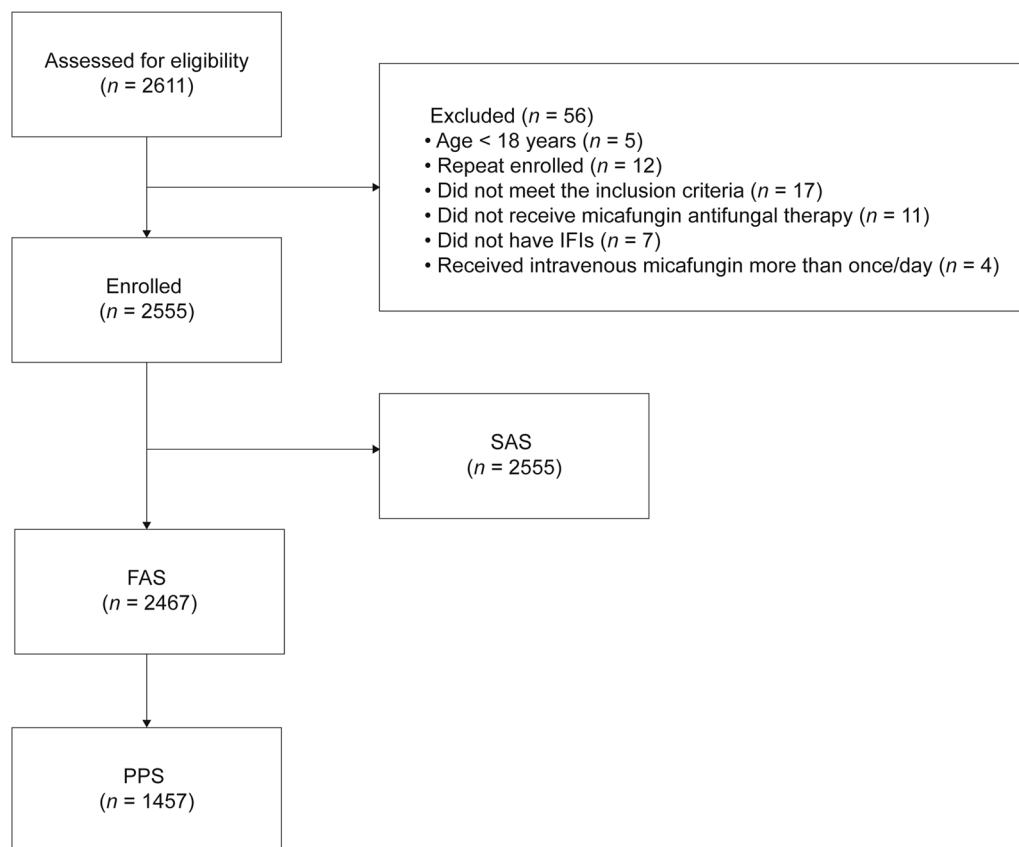 Assessed for eligibility
(n = 2611)
Excluded (n = 56)
• Age < 18 years (n = 5)
• Repeat enrolled (n = 12)
• Did not meet the inclusion criteria (n = 17)
• Did not receive micafungin antifungal therapy (n = 11)
• Did not have IFIs (n = 7)
• Received intravenous micafungin more than once/day (n = 4)
Enrolled
(n = 2555)
SAS
(n = 2555)
FAS
(n = 2467)
PPS
(n = 1457)